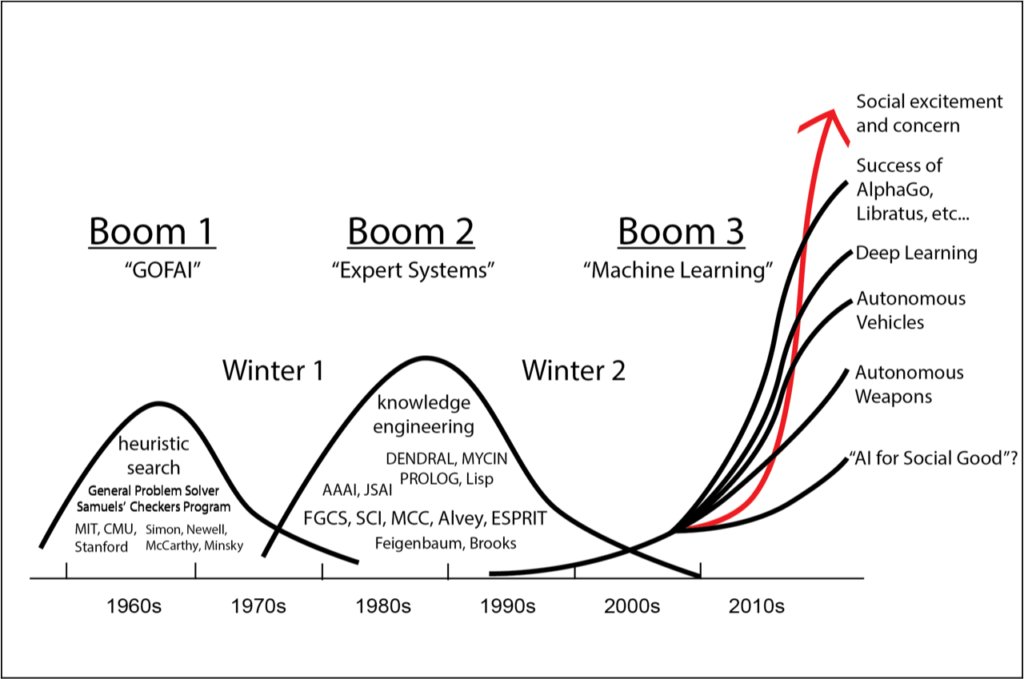 Social excitement
and concern
Success of
AlphaGo,
Libratus, etc...
Boom 1
"GOFAI"
Boom 2
"Expert Systems"
Boom 3
"Machine Learning"
Deep Learning
Autonomous
Vehicles
Winter 1
Winter 2
Autonomous
Weapons
"AI for Social Good"?
heuristic
search
General Problem Solver
Samuels' Checkers Program
MIT, CMU,
Stanford
Simon, Newell,
McCarthy, Minsky
knowledge
engineering
DENDRAL, MYCIN
PROLOG, Lisp
AAAI, JSAI
FGCS, SCI, MCC, Alvey, ESPRIT
Feigenbaum, Brooks
1960s
1970s
1980s
1990s
2000s
2010s